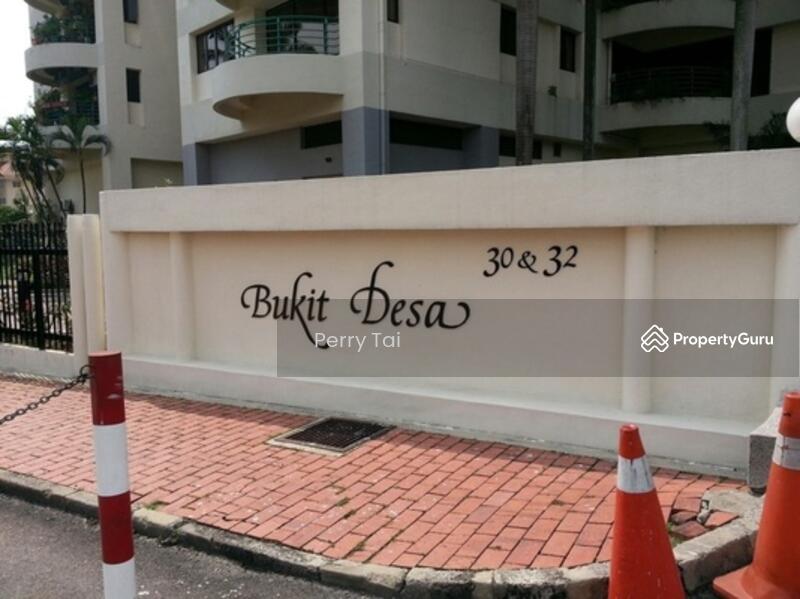 30 & 32
Bukit Desa
Perry Tai
PropertyGuru